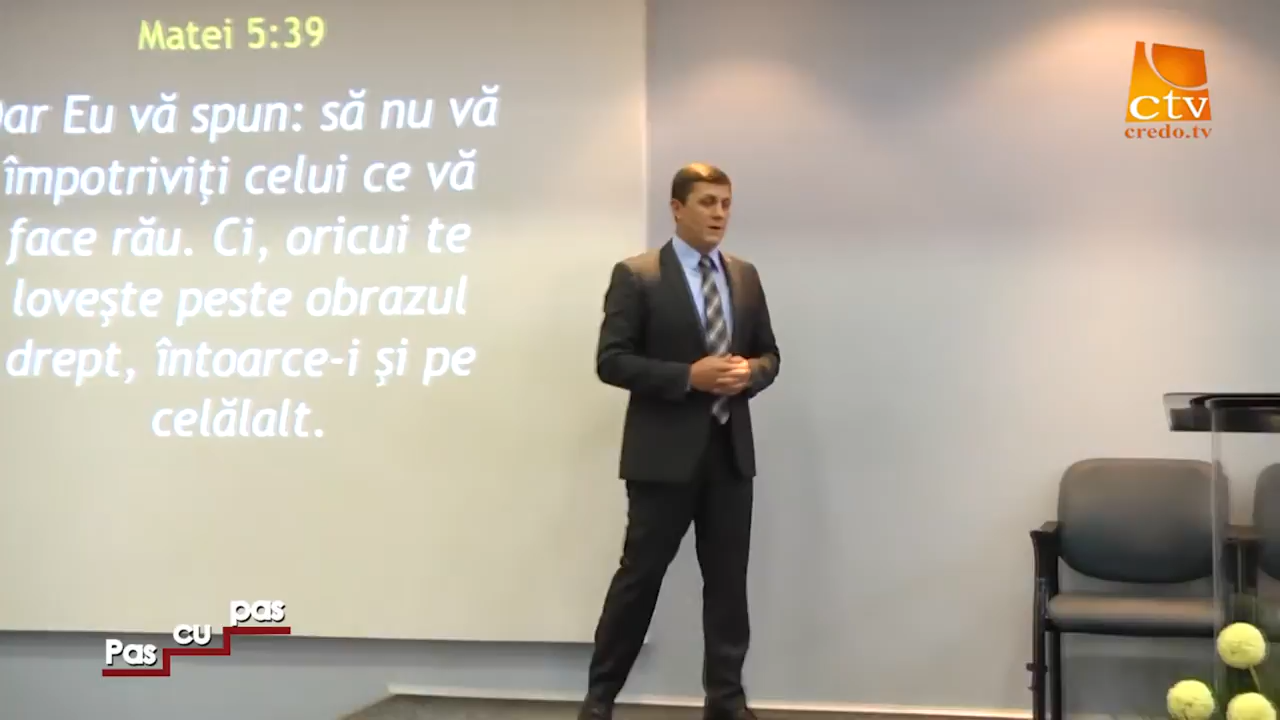 Matei 5:39
Dar Eu vă spun: să nu vă
împotriviţi celui ce vă
face rău. Ci, oricui te
loveşte peste obrazul
drept, întoarce-i şi pe
celălalt.
ctv
credo.tv
Pas cu pas